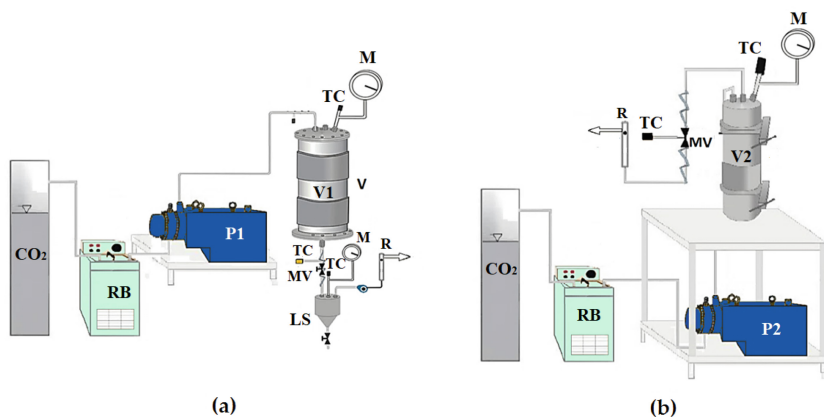 M
TC
V1
V
P1
CO₂
RB
TC
M
TC
MV
R
LS
(a)
M
TC
R
TC
MV
V2
CO₂
RB
P2
(b)